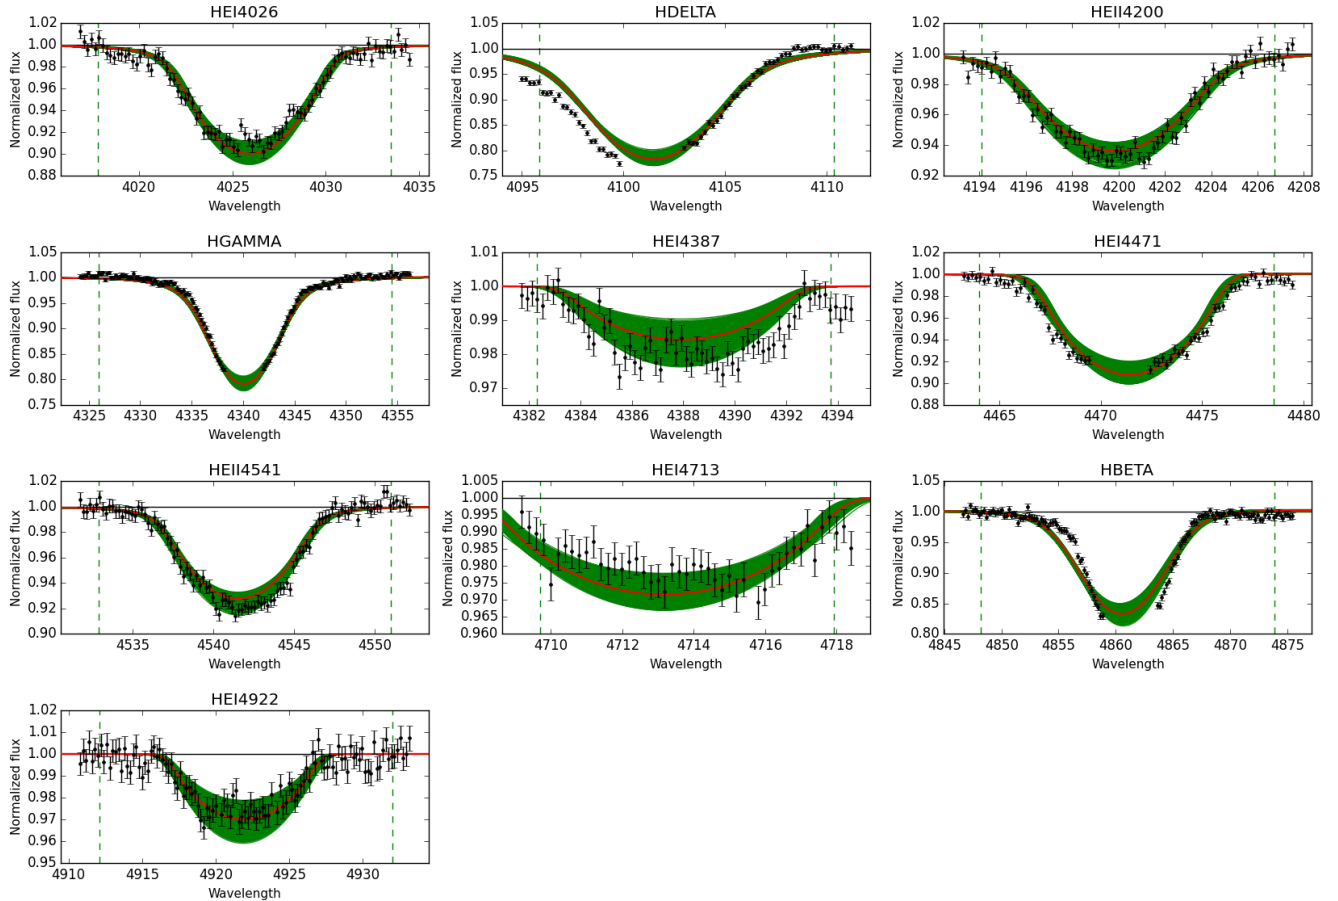 HEI4026
Normalized flux
1.02
1.00
0.98
0.96
0.94
0.92
0.90
0.88
4020 4025 4030 4035
Wavelength
HDELTA
Normalized flux
1.05
1.00
0.95
0.90
0.85
0.80
0.75
4095 4100 4105 4110
Wavelength
HEII4200
Normalized flux
1.02
1.00
0.98
0.96
0.94
0.92
4194 4196 4198 4200 4202 4204 4206 4208
Wavelength
HGAMMA
Normalized flux
1.05
1.00
0.95
0.90
0.85
0.80
0.75
4325 4330 4335 4340 4345 4350 4355
Wavelength
HEI4387
Normalized flux
1.01
1.00
0.99
0.98
0.97
4382 4384 4386 4388 4390 4392 4394
Wavelength
HEI4471
Normalized flux
1.02
1.00
0.98
0.96
0.94
0.92
0.90
0.88
4465 4470 4475 4480
Wavelength
HEII4541
Normalized flux
1.02
1.00
0.98
0.96
0.94
0.92
0.90
4535 4540 4545 4550
Wavelength
HEI4713
Normalized flux
1.005
1.000
0.995
0.990
0.985
0.980
0.975
0.970
0.965
0.960
4710 4712 4714 4716 4718
Wavelength
HBETA
Normalized flux
1.05
1.00
0.95
0.90
0.85
0.80
4845 4850 4855 4860 4865 4870 4875
Wavelength
HEI4922
Normalized flux
1.02
1.01
1.00
0.99
0.98
0.97
0.96
0.95
4910 4915 4920 4925 4930
Wavelength